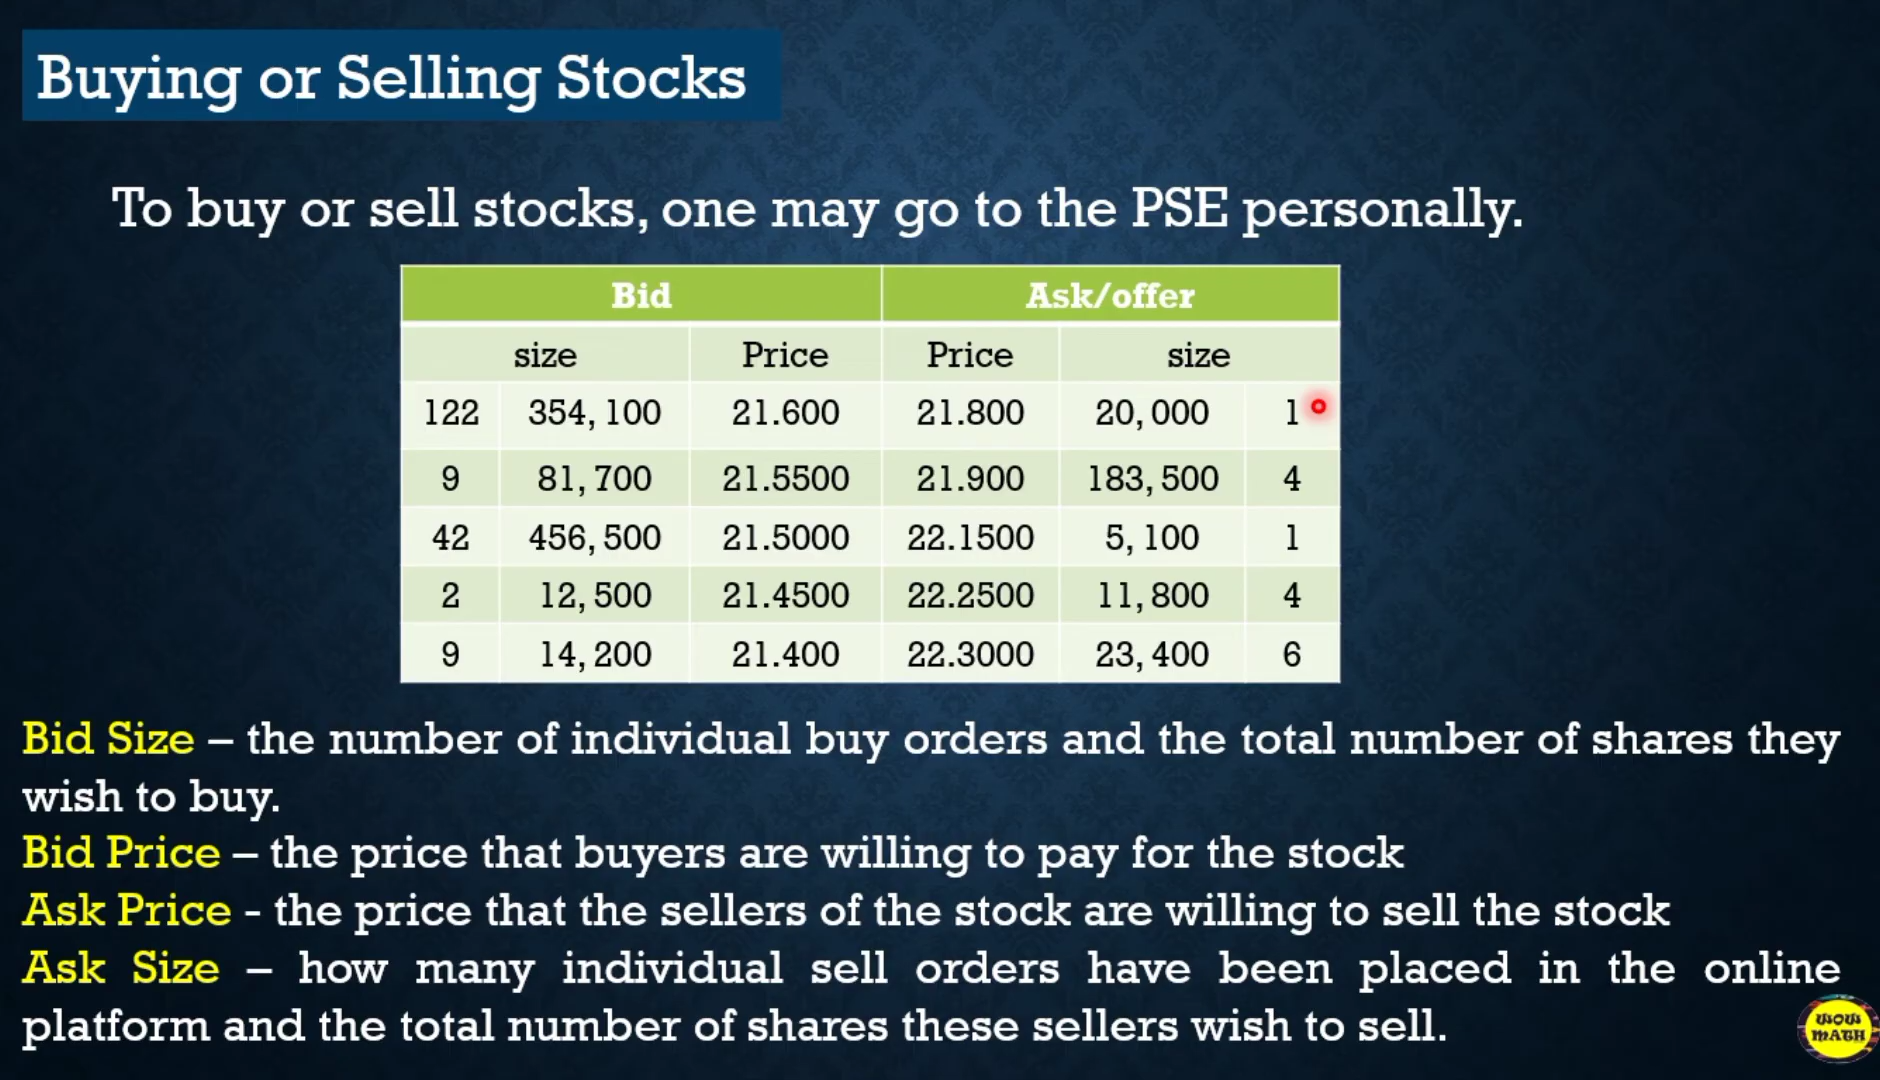 Buying or Selling Stocks
To buy or sell stocks, one may go to the PSE personally.
Bid Ask/offer
size Price Price size
122 354, 100 21.600 21.800 20, 000 1
9 81, 700 21.5500 21.900 183, 500 4
42 456, 500 21.5000 22.1500 5, 100 1
2 12, 500 21.4500 22.2500 11, 800 4
9 14, 200 21.400 22.3000 23, 400 6
Bid Size – the number of individual buy orders and the total number of shares they
wish to buy.
Bid Price – the price that buyers are willing to pay for the stock
Ask Price - the price that the sellers of the stock are willing to sell the stock
Ask Size – how many individual sell orders have been placed in the online
platform and the total number of shares these sellers wish to sell.
WOW
MATH